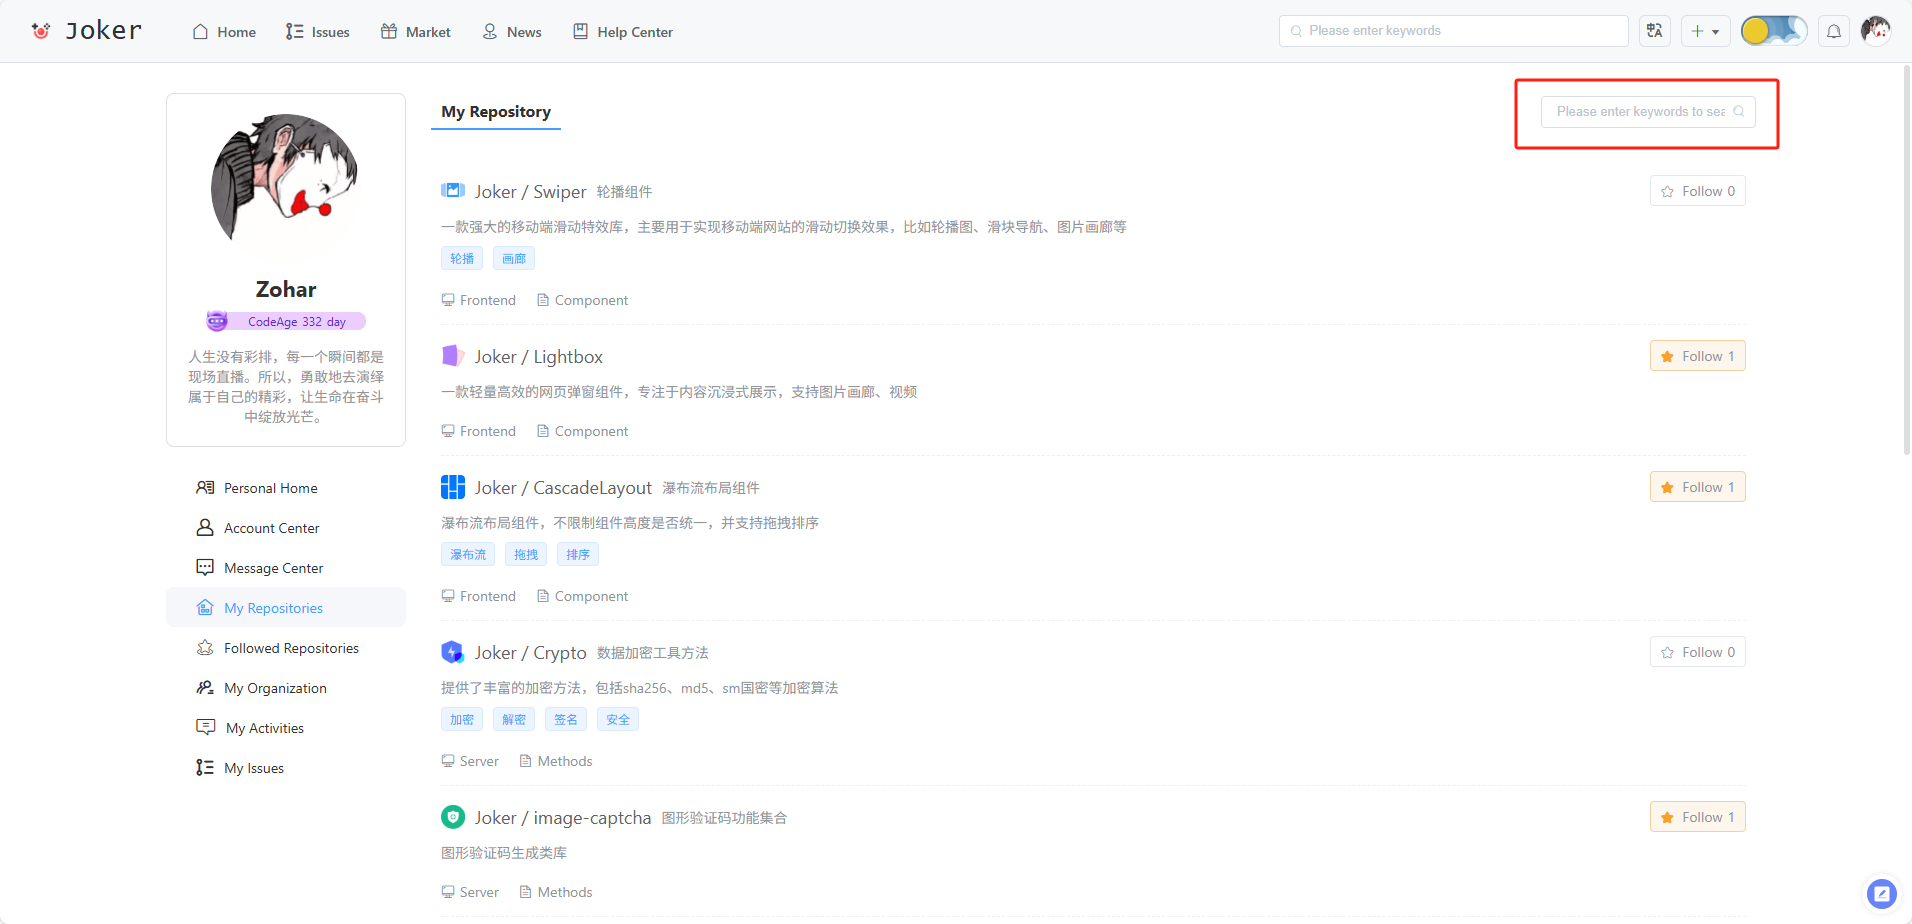 Joker
Home
Issues
Market
News
Help Center
Please enter keywords
My Repository
Please enter keywords to sea
Zohar
CodeAge 332 day
人生没有彩排，每一个瞬间都是
现场直播。所以，勇敢地去演绎
属于自己的精彩，让生命在奋斗
中绽放光芒。
Personal Home
Account Center
Message Center
My Repositories
Followed Repositories
My Organization
My Activities
My Issues
Joker / Swiper 轮播组件
Follow 0
一款强大的移动端滑动特效库，主要用于实现移动端网站的滑动切换效果，比如轮播图、滑块导航、图片画廊等
轮播 画廊
Frontend Component
Joker / Lightbox
Follow 1
一款轻量高效的网页弹窗组件，专注于内容沉浸式展示，支持图片画廊、视频
Frontend Component
Joker / CascadeLayout 瀑布流布局组件
Follow 1
瀑布流布局组件，不限制组件高度是否统一，并支持拖拽排序
瀑布流 拖拽 排序
Frontend Component
Joker / Crypto 数据加密工具方法
Follow 0
提供了丰富的加密方法，包括sha256、md5、sm国密等加密算法
加密 解密 签名 安全
Server Methods
Joker / image-captcha 图形验证码功能集合
Follow 1
图形验证码生成类库
Server Methods